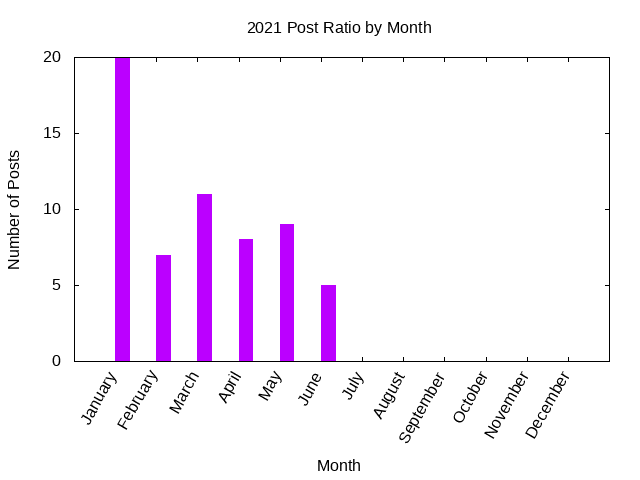 2021 Post Ratio by Month
20
15
10
5
0
Number of Posts
January
February
March
April
May
June
July
August
September
October
November
December
Month